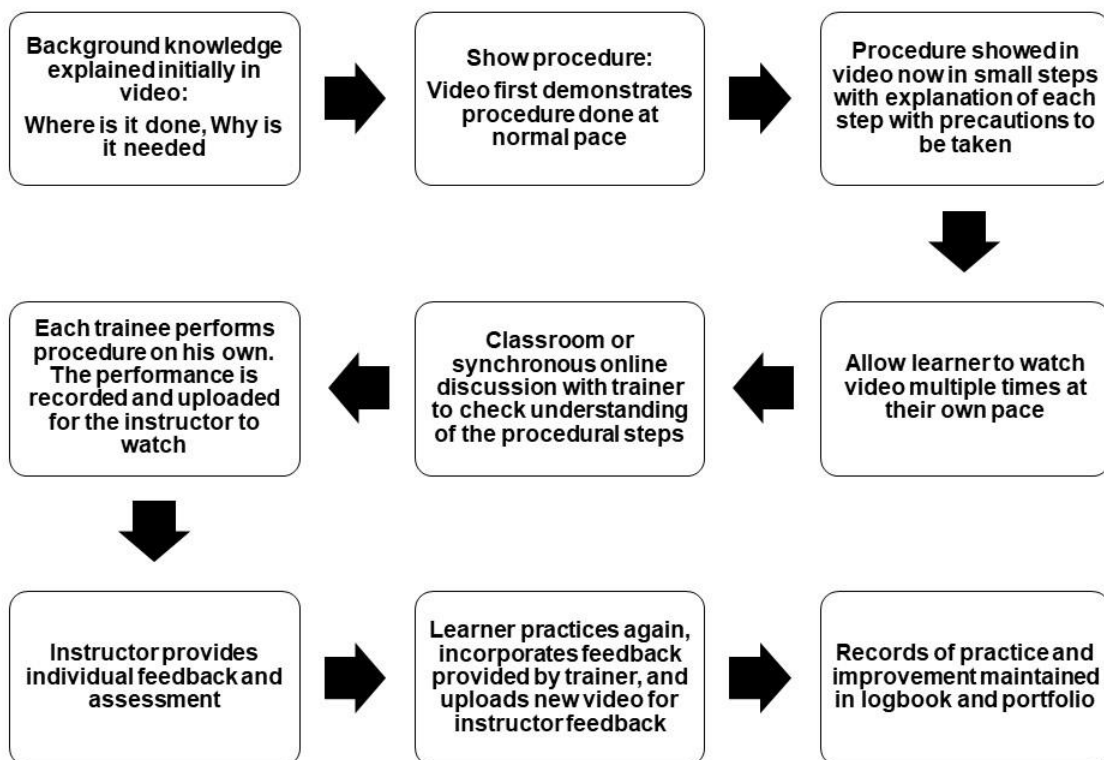 Background knowledge
explained initially in
video:
Where is it done, Why is
it needed
Show procedure:
Video first demonstrates
procedure done at
normal pace
Procedure showed in
video now in small steps
with explanation of each
step with precautions to
be taken
Allow learner to watch
video multiple times at
their own pace
Classroom or
synchronous online
discussion with trainer
to check understanding
of the procedural steps
Each trainee performs
procedure on his own.
The performance is
recorded and uploaded
for the instructor to
watch
Instructor provides
individual feedback and
assessment
Learner practices again,
incorporates feedback
provided by trainer, and
uploads new video for
instructor feedback
Records of practice and
improvement maintained
in logbook and portfolio